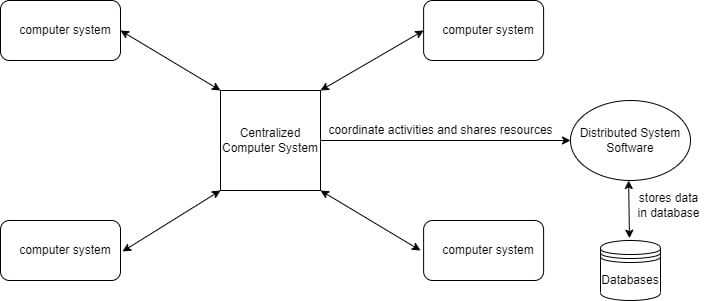 computer system
computer system
Centralized
Computer System
coordinate activities and shares resources
Distributed System
Software
stores data
in database
computer system
computer system
Databases